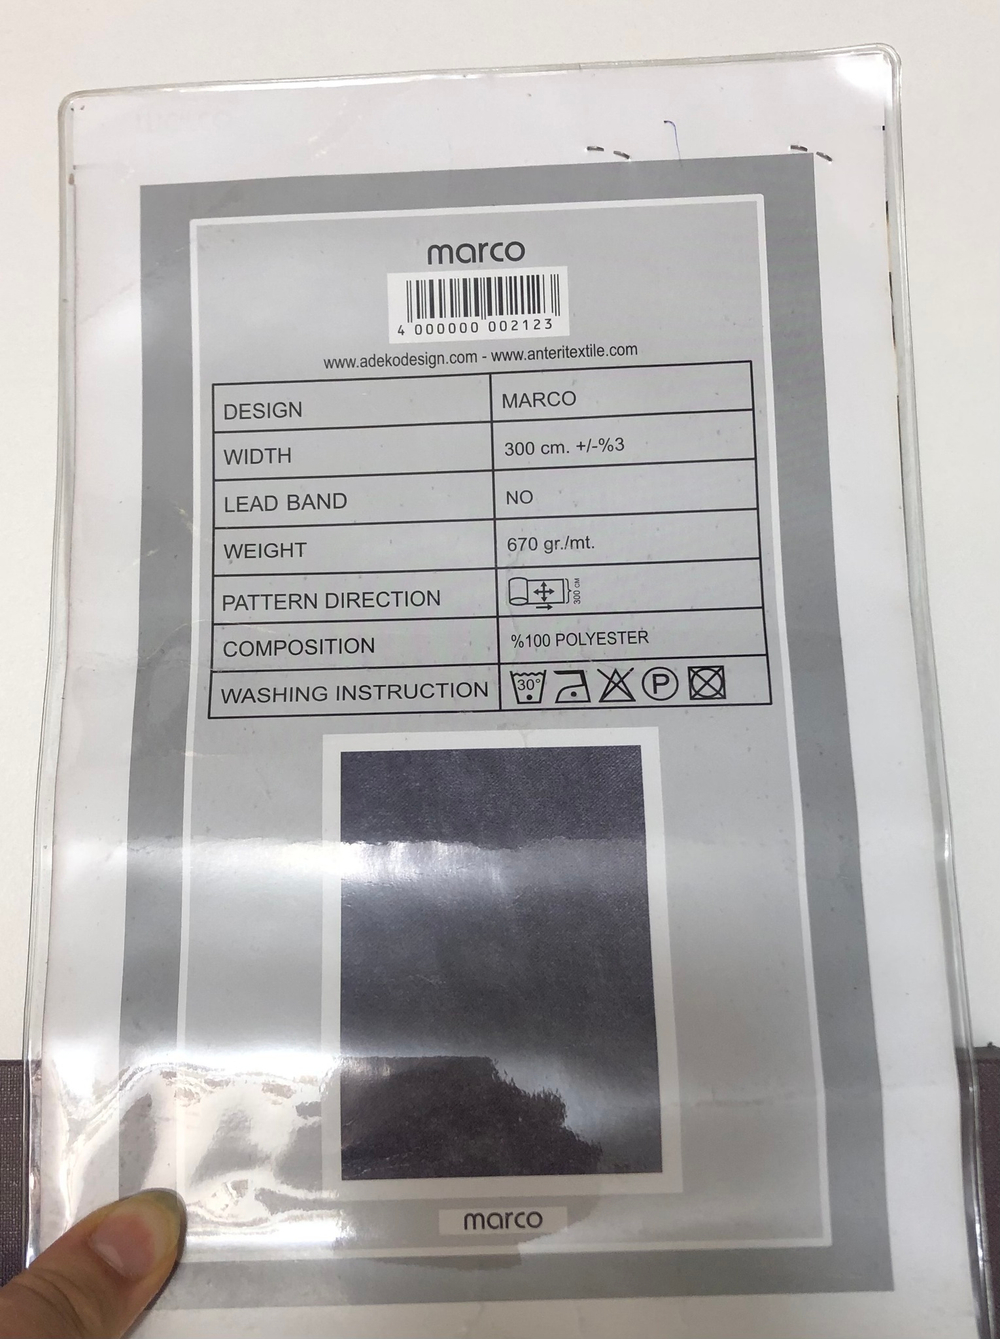 marco
4 000000 002123
www.adekodesign.com - www.anteritextile.com
DESIGN MARCO
WIDTH 300 cm. +/-%3
LEAD BAND NO
WEIGHT 670 gr./mt.
PATTERN DIRECTION 300 CM
COMPOSITION %100 POLYESTER
WASHING INSTRUCTION 30° P
marco